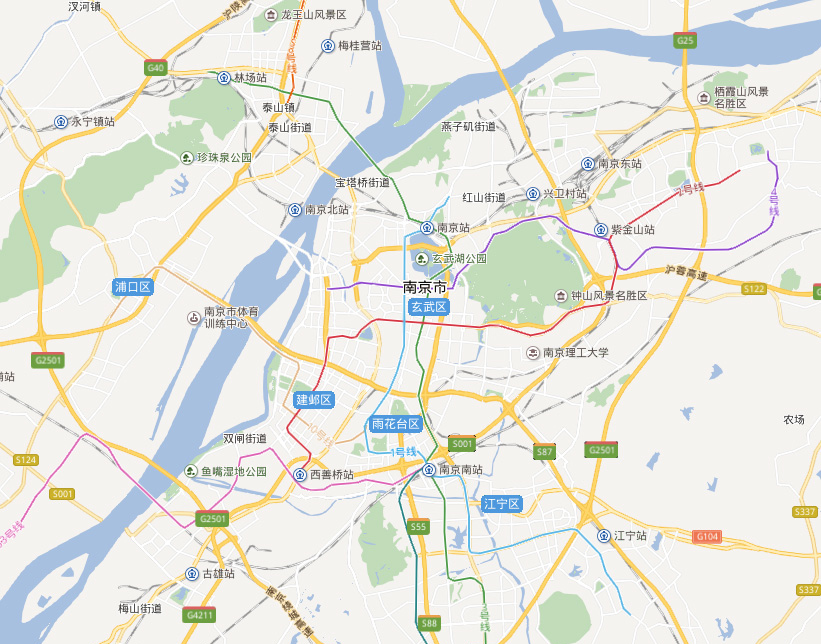 汊河镇
沪陕高速
龙王山风景区
梅桂营站
G40
林场站
号线
G25
泰山镇
栖霞山风景
名胜区
永宁镇站
泰山街道
燕子矶街道
珍珠泉公园
南京东站
宝塔桥街道
红山街道
兴卫村站
2号线
4号线
南京北站
南京站
紫金山站
玄武湖公园
沪蓉高速
浦口区
南京市
S122
G
钟山风景名胜区
玄武区
南京市体育
训练中心
南京理工大学
G2501
铺站
建邺区
10号线
雨花台区
农场
双闸街道
S001
1号线
S87
G2501
S124
鱼嘴湿地公园
西善桥站
南京南站
S001
江宁区
S337
G2501
S3号线
S55
江宁站
G104
古雄站
S337
梅山街道
G4211
南京绕城高速
S88
3号线